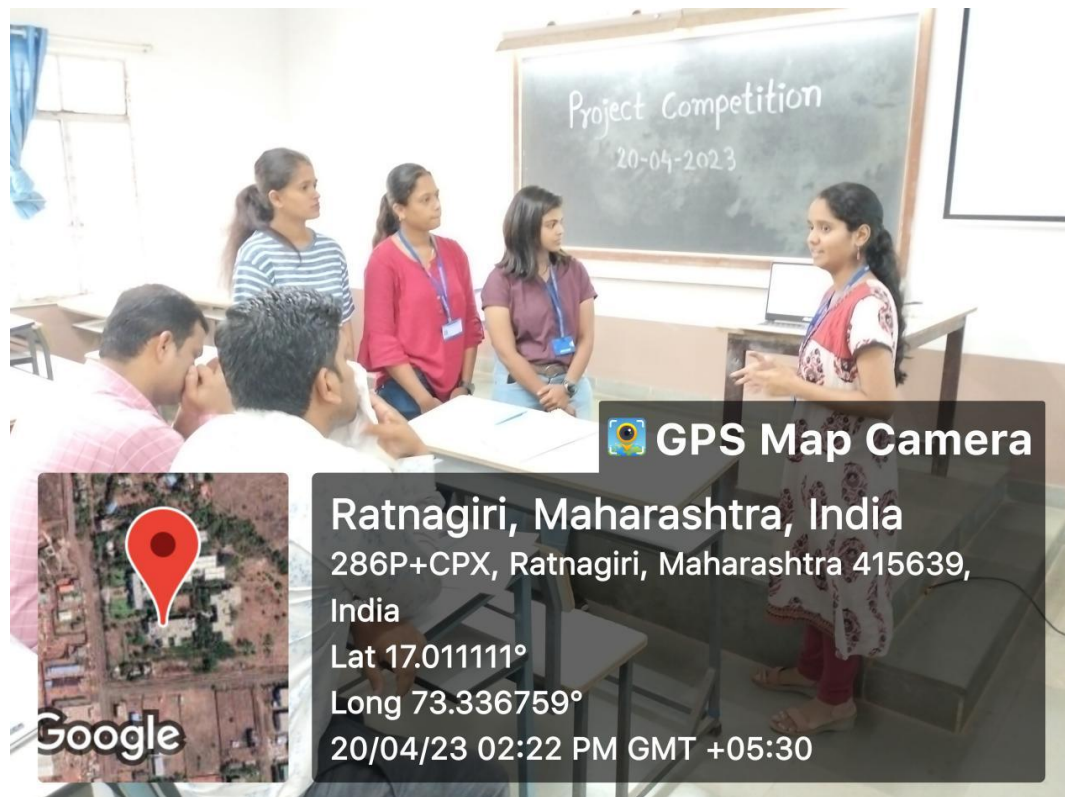 Project Competition
20-04-2023
GPS Map Camera
Ratnagiri, Maharashtra, India
286P+CPX, Ratnagiri, Maharashtra 415639,
India
Lat 17.011111°
Long 73.336759°
20/04/23 02:22 PM GMT +05:30
Google